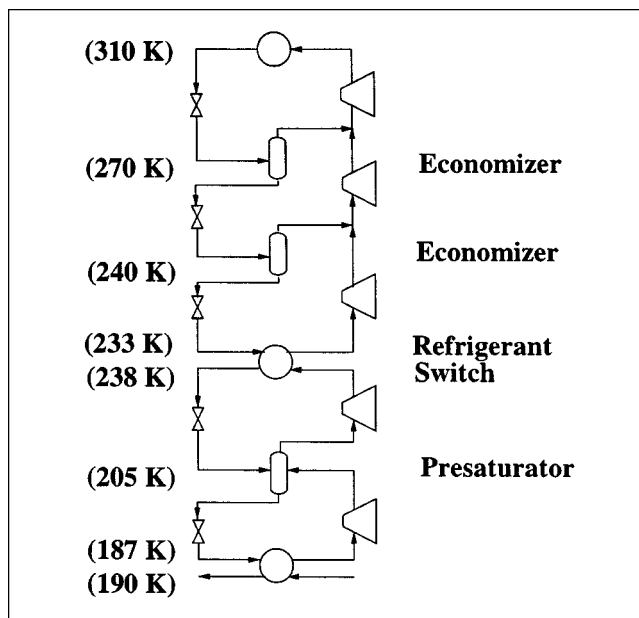 (310 K)
(270 K)
Economizer
(240 K)
Economizer
(233 K)
Refrigerant
Switch
(238 K)
(205 K)
Presaturator
(187 K)
(190 K)